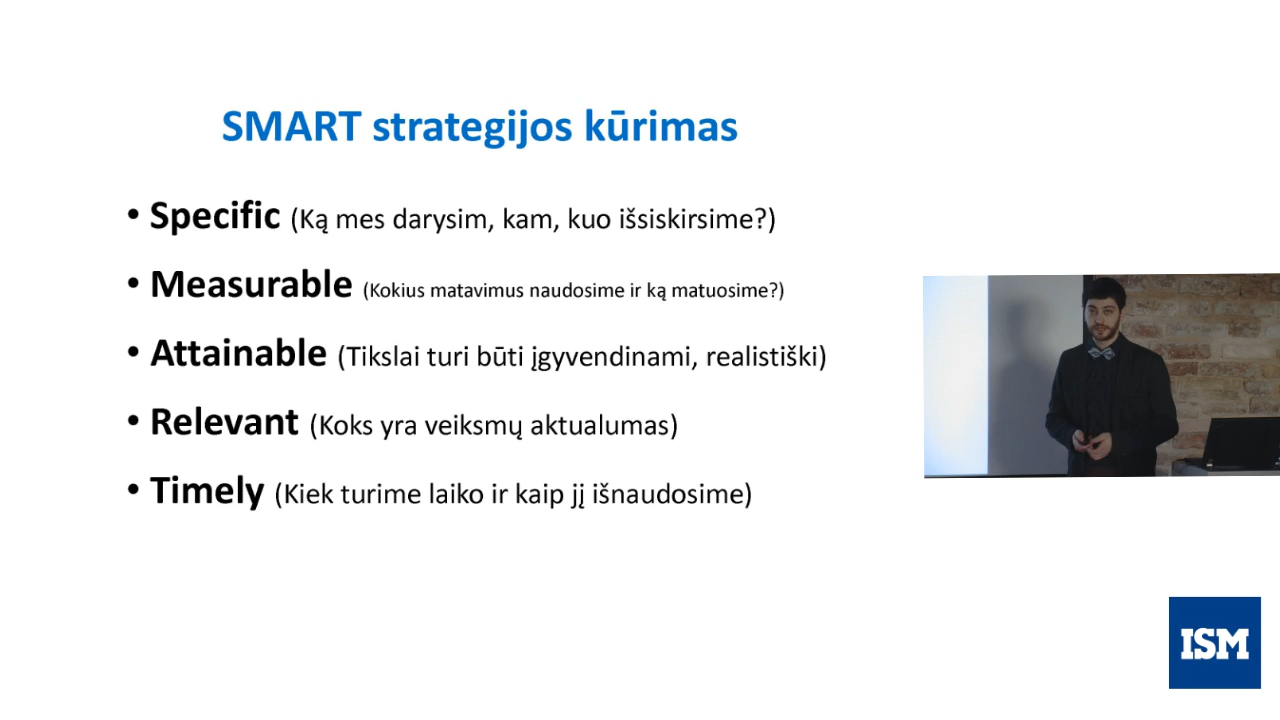 SMART strategijos kūrimas
• Specific (Ką mes darysim, kam, kuo išsiskirsime?)
• Measurable (Kokius matavimus naudosime ir ką matuosime?)
• Attainable (Tikslai turi būti įgyvendinami, realistiški)
• Relevant (Koks yra veiksmų aktualumas)
• Timely (Kiek turime laiko ir kaip jį išnaudosime)
ISM